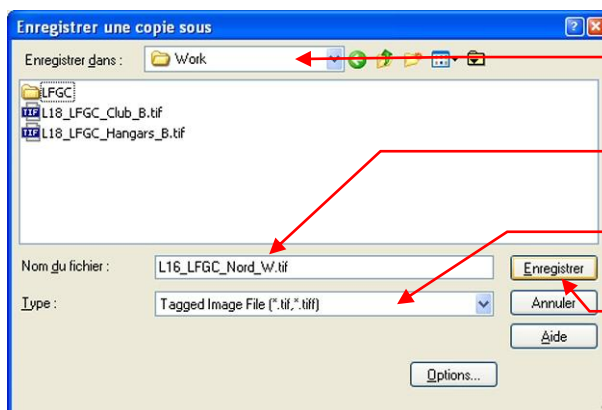 Enregistrer une copie sous
Enregistrer dans : Work
LFGC
L18_LFGC_Club_B.tif
L18_LFGC_Hangars_B.tif
Nom du fichier : L16_LFGC_Nord_W.tif Enregistrer
Type : Tagged Image File (*.tif,*.tiff) Annuler
Aide
Options...